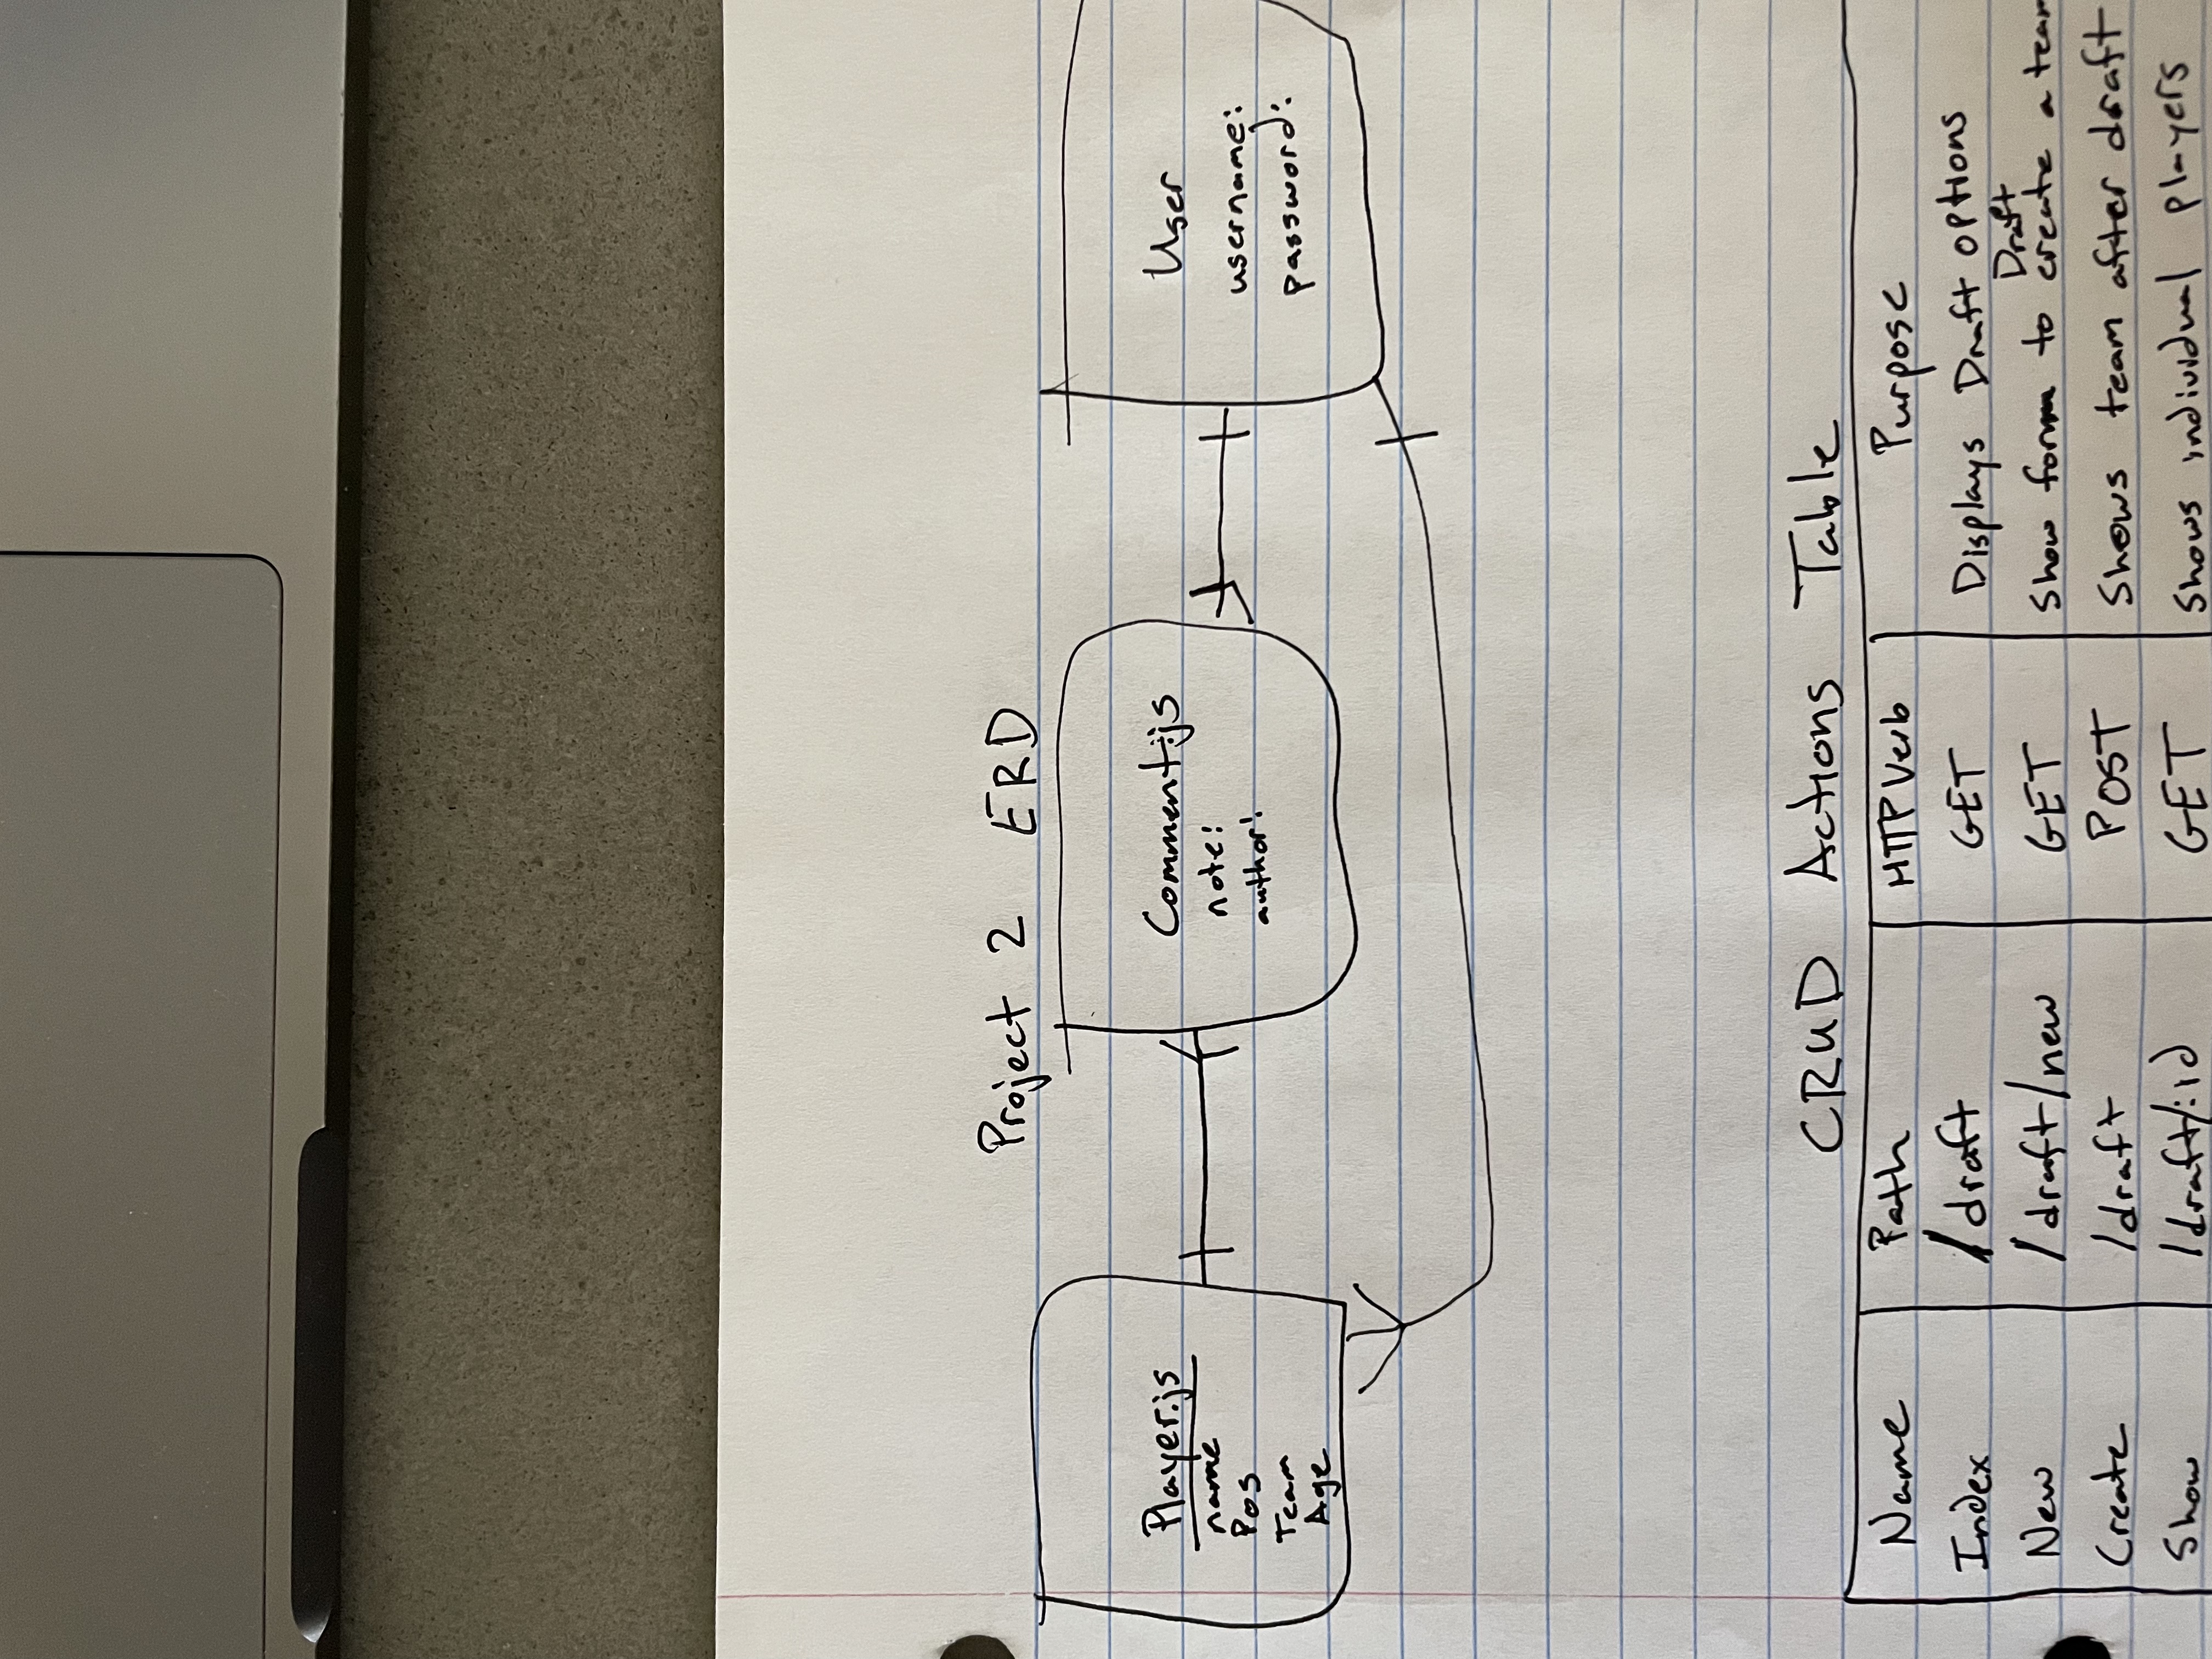 Project 2 ERD
Player.js
name
Pos
Team
Age
Comment.js
note:
author:
User
username:
password:
CRUD Actions Table
Name Path HTTP Verb Purpose
Index /draft GET Displays Draft options
Draft
New /draft/new GET Show form to create a team
Create /draft POST Shows team after draft
Show /draft/:id GET Shows individual players